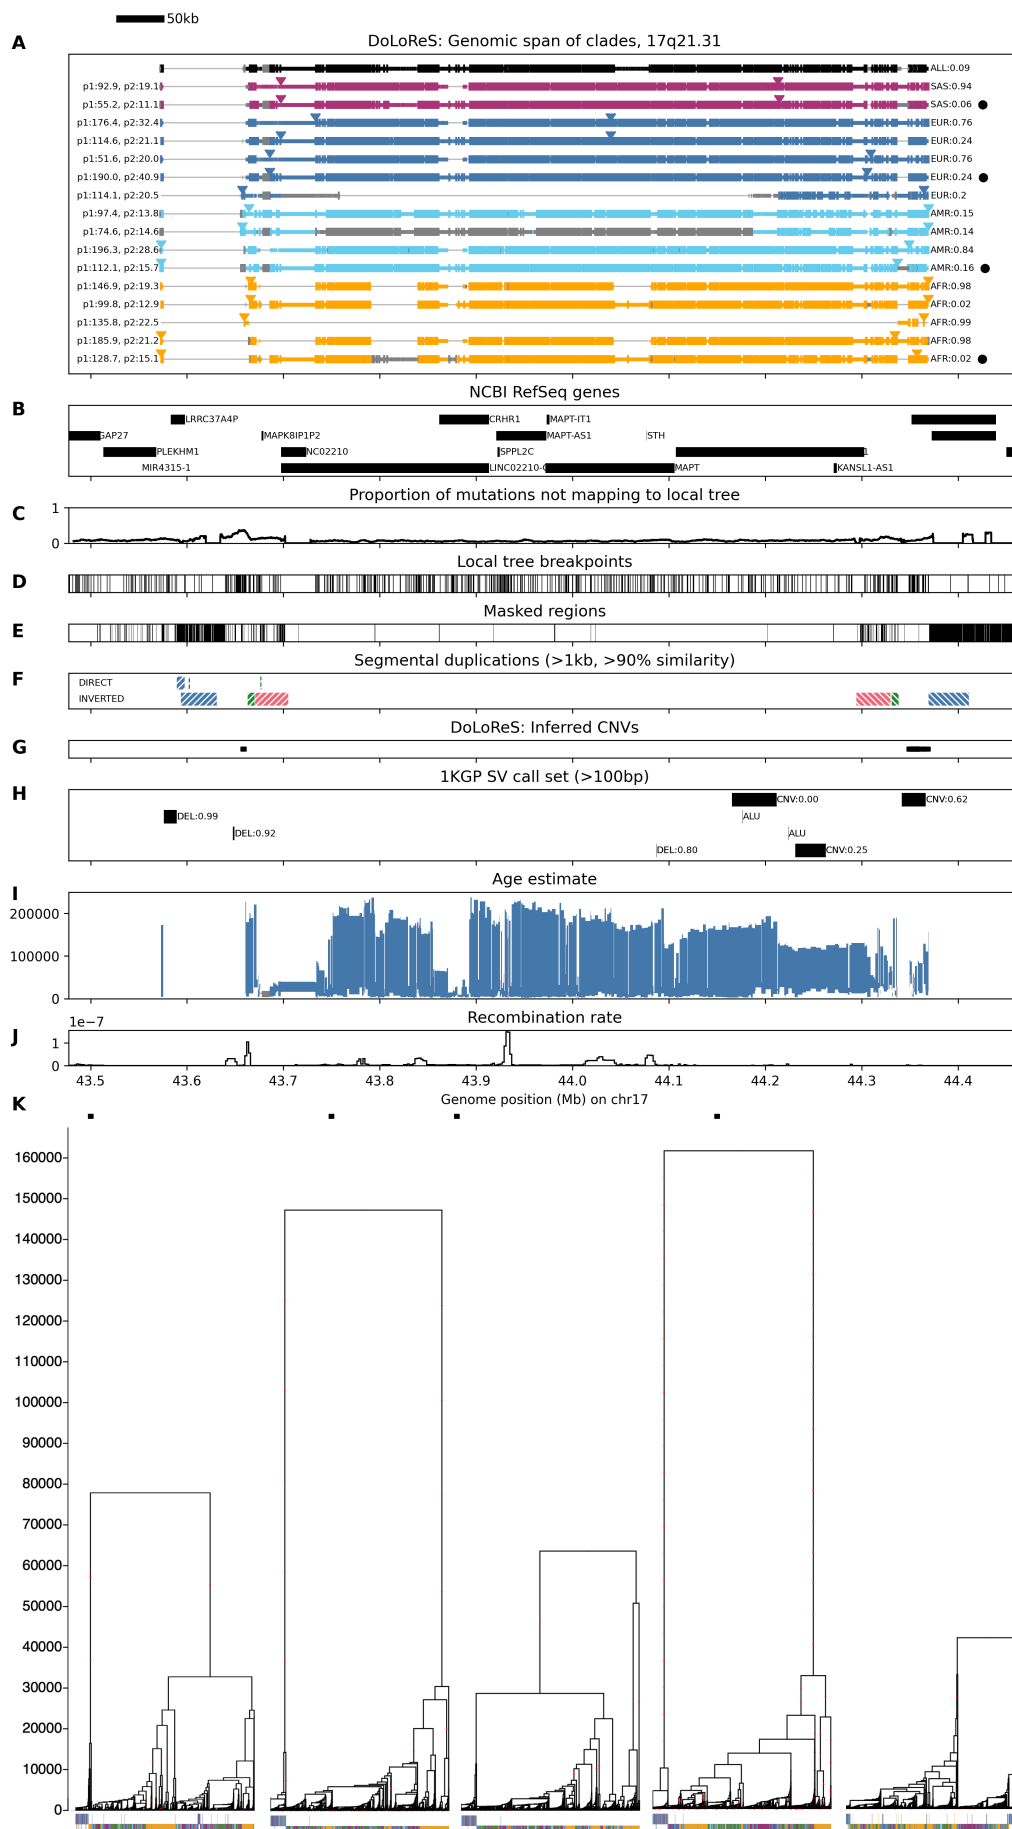 50kb
A
DoLoReS: Genomic span of clades, 17q21.31
ALL:0.09
p1:92.9, p2:19.1 SAS:0.94
p1:55.2, p2:11.1 SAS:0.06
p1:176.4, p2:32.4 EUR:0.76
p1:114.6, p2:21.1 EUR:0.24
p1:51.6, p2:20.0 EUR:0.76
p1:190.0, p2:40.9 EUR:0.24
p1:114.1, p2:20.5 EUR:0.2
p1:97.4, p2:13.8 AMR:0.15
p1:74.6, p2:14.6 AMR:0.14
p1:196.3, p2:28.6 AMR:0.84
p1:112.1, p2:15.7 AMR:0.16
p1:146.9, p2:19.3 AFR:0.98
p1:99.8, p2:12.9 AFR:0.02
p1:135.8, p2:22.5 AFR:0.99
p1:185.9, p2:21.2 AFR:0.98
p1:128.7, p2:15.1 AFR:0.02
B
NCBI RefSeq genes
LRRC37A4P CRHR1 MAPT-IT1
GAP27 MAPK8IP1P2 MAPT-AS1 STH
PLEKHM1 NC02210 SPPL2C 1
MIR4315-1 LINC02210-C MAPT KANSL1-AS1
C
Proportion of mutations not mapping to local tree
1
0
D
Local tree breakpoints
E
Masked regions
F
Segmental duplications (>1kb, >90% similarity)
DIRECT
INVERTED
G
DoLoReS: Inferred CNVs
H
1KGP SV call set (>100bp)
CNV:0.00 CNV:0.62
DEL:0.99 ALU
DEL:0.92 ALU
DEL:0.80 CNV:0.25
I
Age estimate
200000
100000
0
J
Recombination rate
1e−7
1
0
43.5 43.6 43.7 43.8 43.9 44.0 44.1 44.2 44.3 44.4
Genome position (Mb) on chr17
K
160000
150000
140000
130000
120000
110000
100000
90000
80000
70000
60000
50000
40000
30000
20000
10000
0